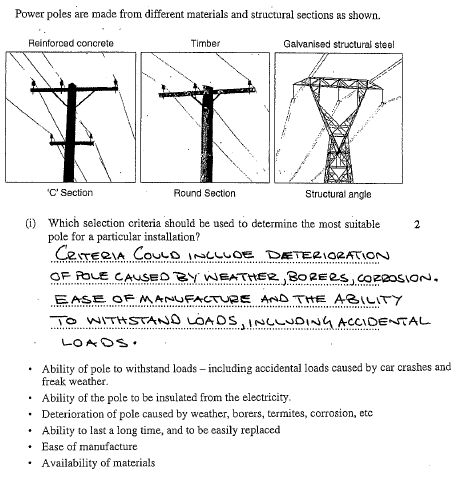 Power poles are made from different materials and structural sections as shown.
Reinforced concrete Timber Galvanised structural steel
'C' Section Round Section Structural angle
(i) Which selection criteria should be used to determine the most suitable 2
pole for a particular installation?
CRITERIA COULD INCLUDE DETERIORATION
OF POLE CAUSED BY WEATHER, BORERS, CORROSION.
EASE OF MANUFACTURE AND THE ABILITY
TO WITHSTAND LOADS, INCLUDING ACCIDENTAL
LOADS.
• Ability of pole to withstand loads – including accidental loads caused by car crashes and
freak weather.
• Ability of the pole to be insulated from the electricity.
• Deterioration of pole caused by weather, borers, termites, corrosion, etc
• Ability to last a long time, and to be easily replaced
• Ease of manufacture
• Availability of materials